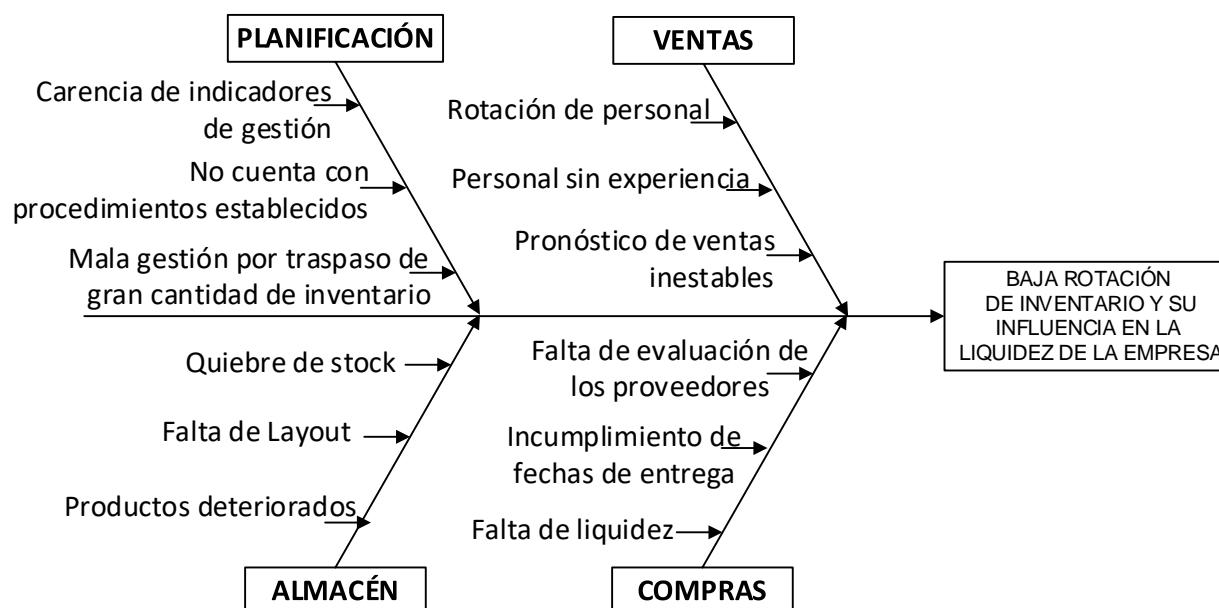 PLANIFICACIÓN
Carencia de indicadores
de gestión
No cuenta con
procedimientos establecidos
Mala gestión por traspaso de
gran cantidad de inventario
VENTAS
Rotación de personal
Personal sin experiencia
Pronóstico de ventas
inestables
BAJA ROTACIÓN
DE INVENTARIO Y SU
INFLUENCIA EN LA
LIQUIDEZ DE LA EMPRESA
Quiebre de stock
Falta de Layout
Productos deteriorados
ALMACÉN
Falta de evaluación de
los proveedores
Incumplimiento de
fechas de entrega
Falta de liquidez
COMPRAS